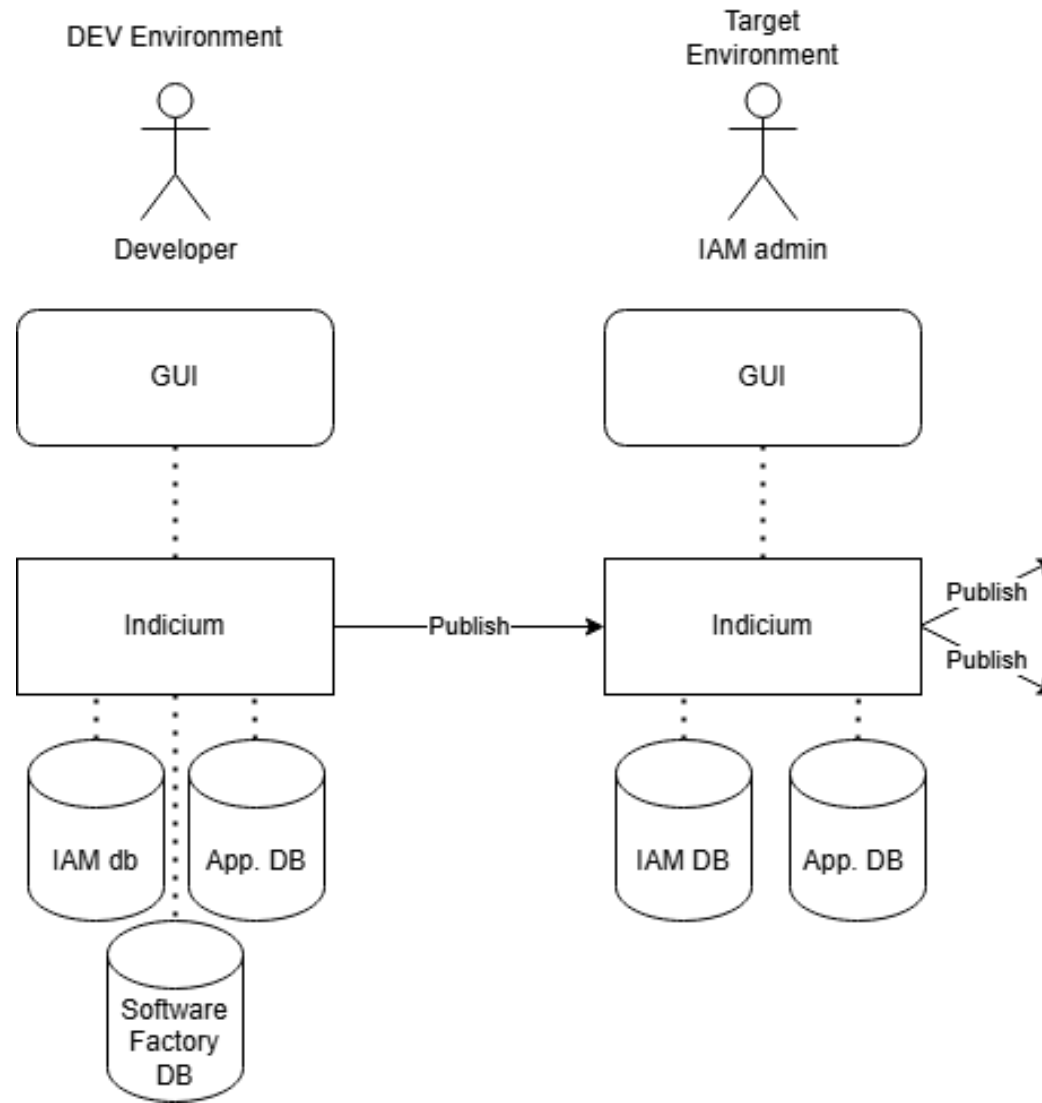 DEV Environment
Target
Environment
Developer
IAM admin
GUI
GUI
Indicium
Publish
Indicium
Publish
Publish
IAM db
App. DB
IAM DB
App. DB
Software
Factory
DB